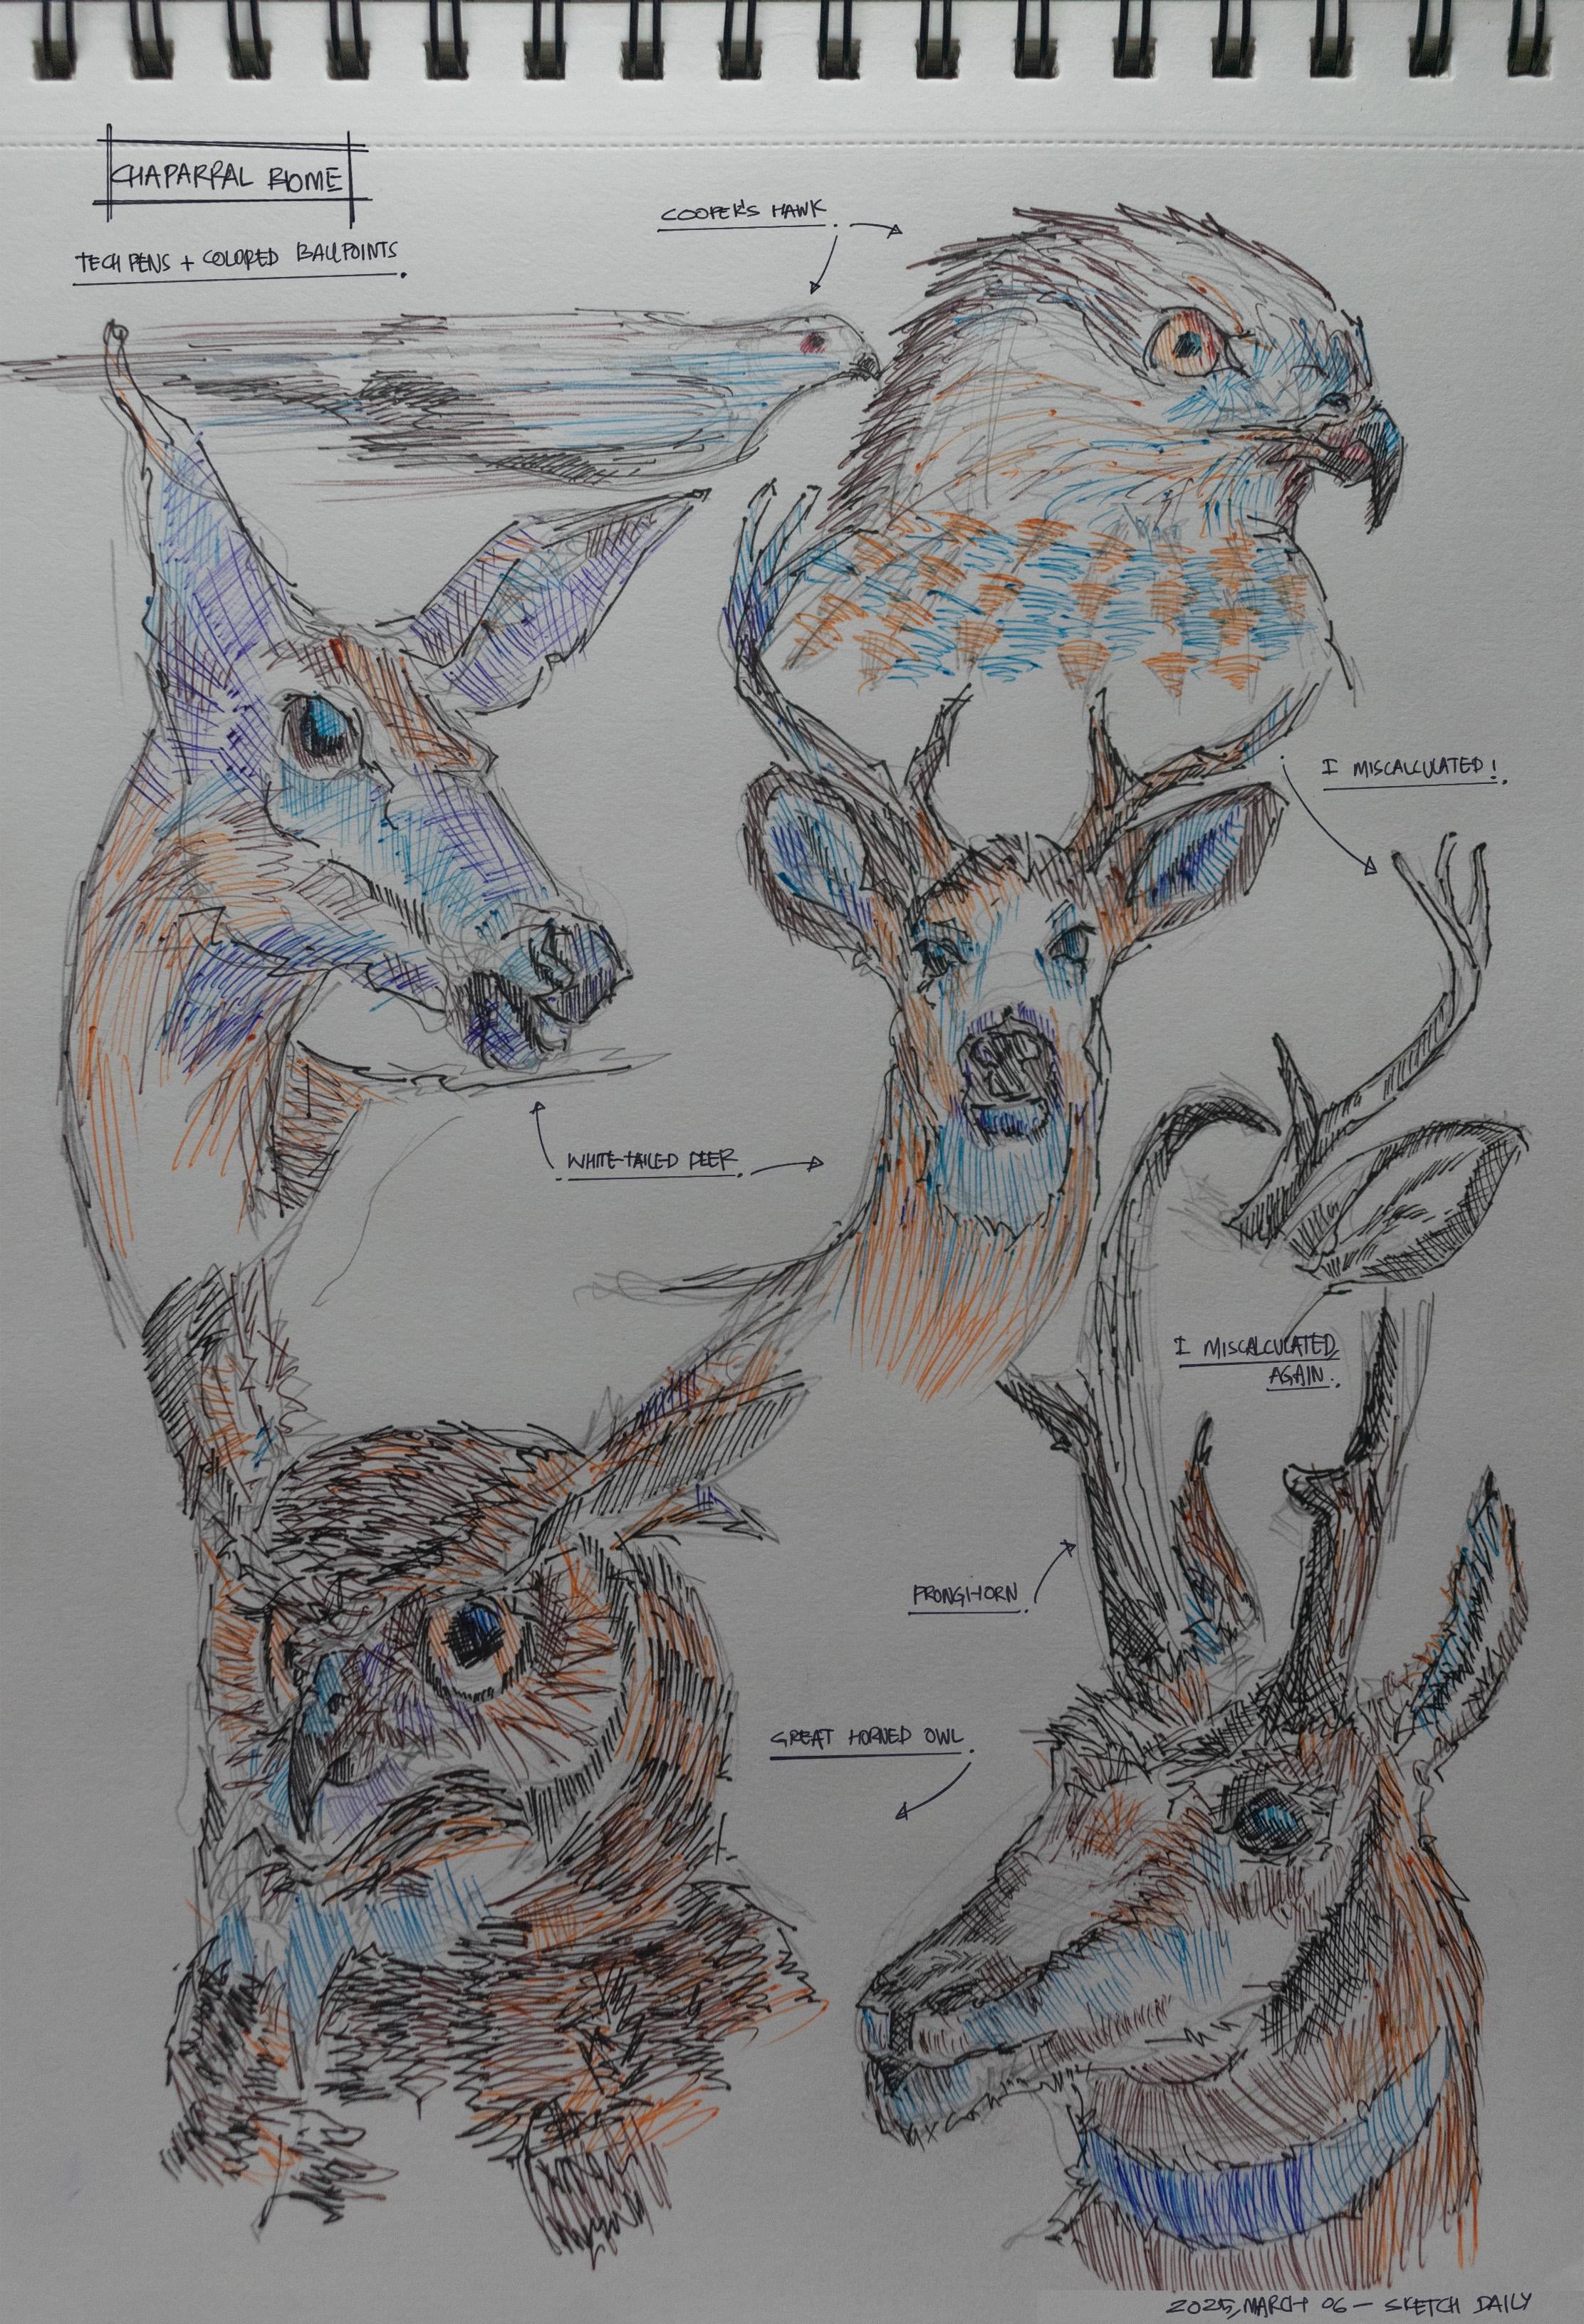 CHAPARRAL BIOME
TECH PENS + COLORED BALLPOINTS.
COOPER'S HAWK.
I MISCALCULATED!.
WHITE-TAILED DEER.
I MISCALCULATED,
AGAIN.
PRONGHORN.
GREAT HORNED OWL.
2025, MARCH 06 — SKETCH DAILY